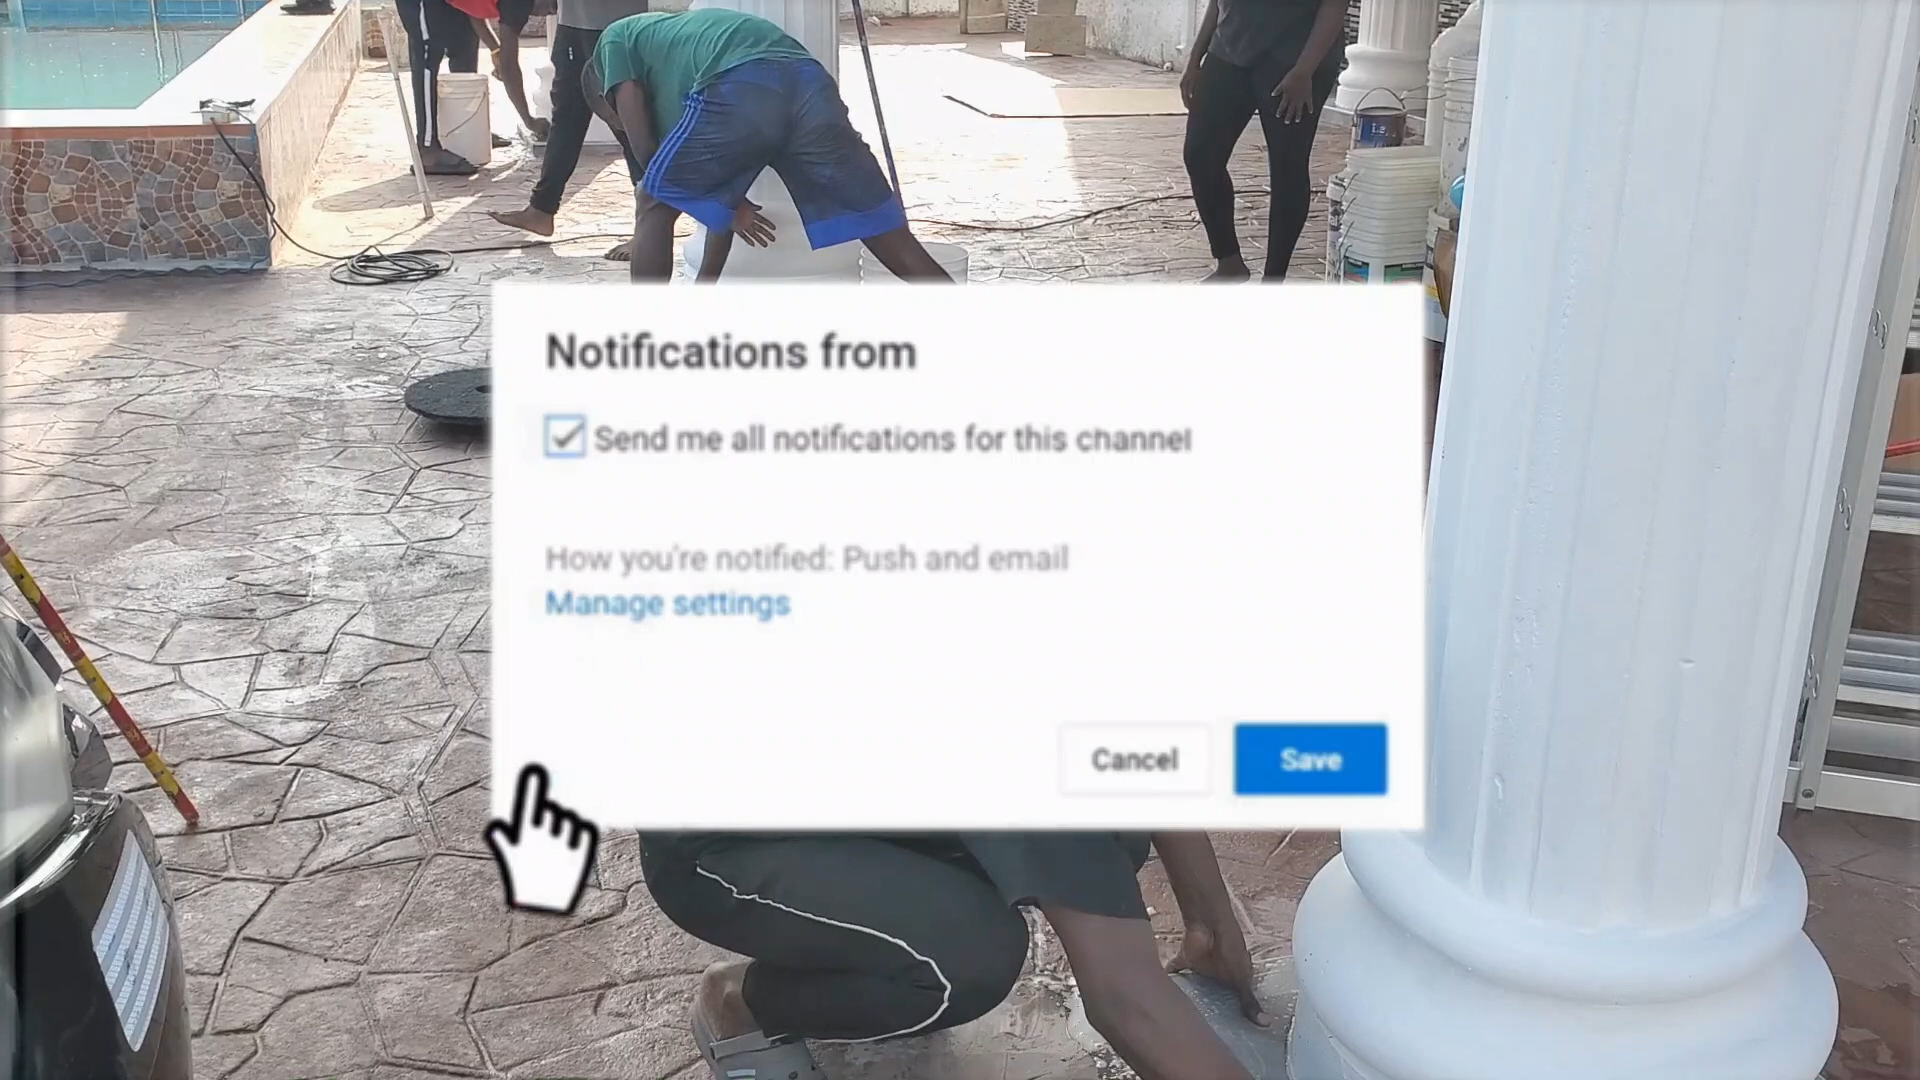 Notifications from
Send me all notifications for this channel
How you're notified: Push and email
Manage settings
Cancel
Save